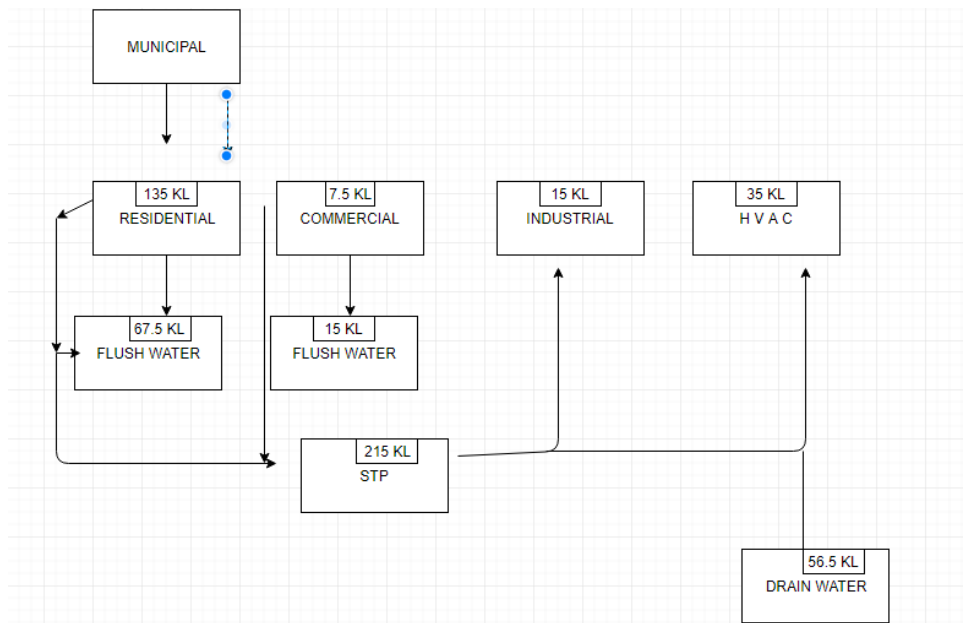 MUNICIPAL
135 KL
RESIDENTIAL
7.5 KL
COMMERCIAL
15 KL
INDUSTRIAL
35 KL
H V A C
67.5 KL
FLUSH WATER
15 KL
FLUSH WATER
215 KL
STP
56.5 KL
DRAIN WATER